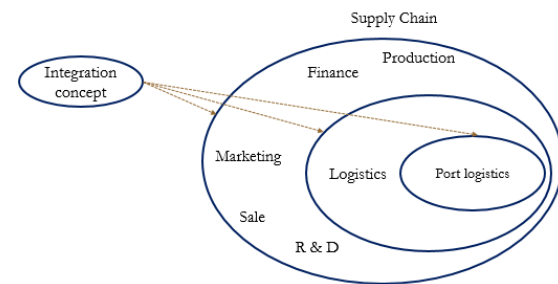 Supply Chain
Production
Finance
Integration
concept
Marketing
Logistics
Port logistics
Sale
R & D